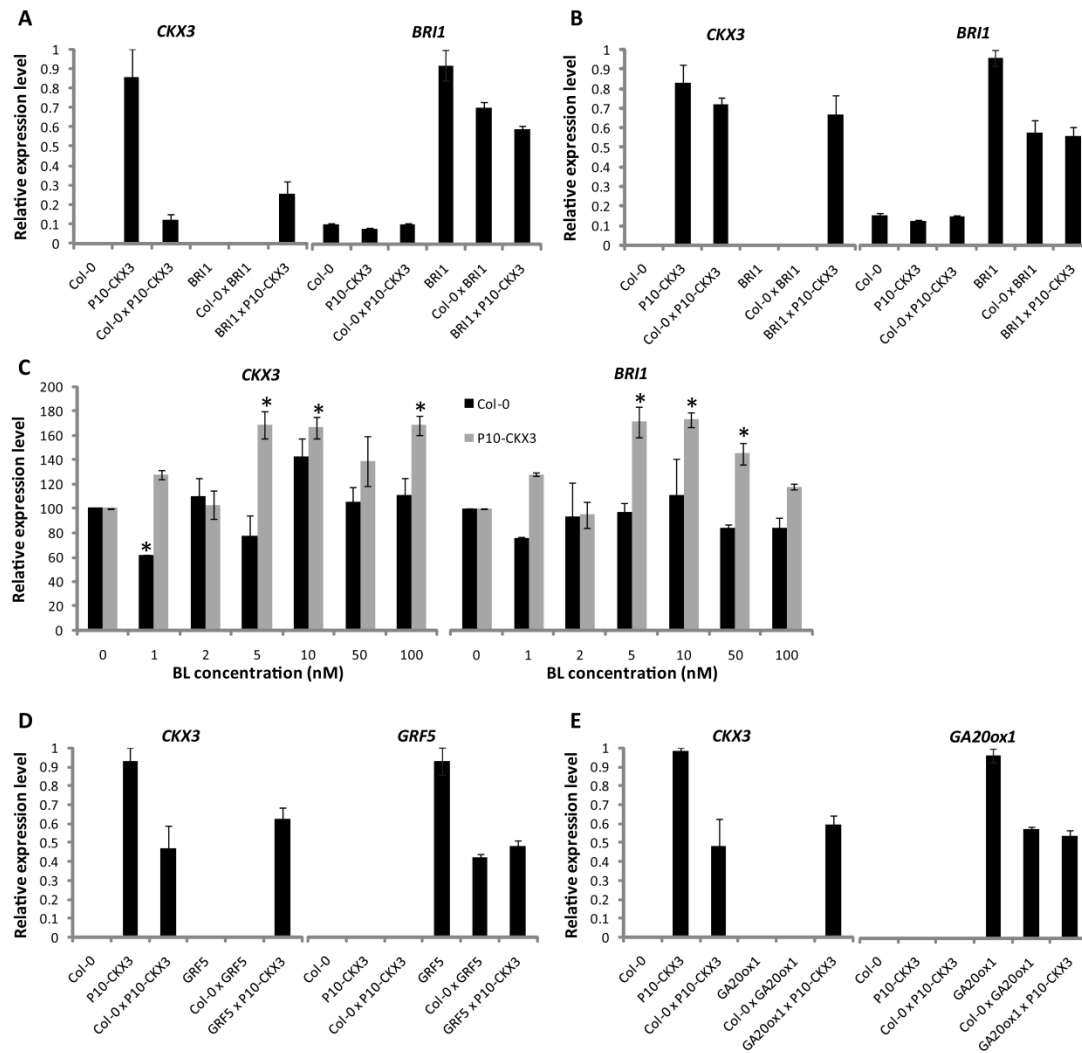 A
CKX3
BRI1
Relative expression level
1
0.9
0.8
0.7
0.6
0.5
0.4
0.3
0.2
0.1
0
Col-0
P10-CKX3
Col-0 x P10-CKX3
BRI1
Col-0 x BRI1
BRI1 x P10-CKX3
Col-0
P10-CKX3
Col-0 x P10-CKX3
BRI1
Col-0 x BRI1
BRI1 x P10-CKX3
B
CKX3
BRI1
Relative expression level
1
0.9
0.8
0.7
0.6
0.5
0.4
0.3
0.2
0.1
0
Col-0
P10-CKX3
Col-0 x P10-CKX3
BRI1
Col-0 x BRI1
BRI1 x P10-CKX3
Col-0
P10-CKX3
Col-0 x P10-CKX3
BRI1
Col-0 x BRI1
BRI1 x P10-CKX3
C
CKX3
BRI1
Relative expression level
200
180
160
140
120
100
80
60
40
20
0
* * * *
Col-0
P10-CKX3
* * *
0 1 2 5 10 50 100
BL concentration (nM)
0 1 2 5 10 50 100
BL concentration (nM)
D
CKX3
GRF5
Relative expression level
1
0.9
0.8
0.7
0.6
0.5
0.4
0.3
0.2
0.1
0
Col-0
P10-CKX3
Col-0 x P10-CKX3
GRF5
Col-0 x GRF5
GRF5 x P10-CKX3
Col-0
P10-CKX3
Col-0 x P10-CKX3
GRF5
Col-0 x GRF5
GRF5 x P10-CKX3
E
CKX3
GA20ox1
Relative expression level
1
0.9
0.8
0.7
0.6
0.5
0.4
0.3
0.2
0.1
0
Col-0
P10-CKX3
Col-0 x P10-CKX3
GA20ox1
Col-0 x GA20ox1
GA20ox1 x P10-CKX3
Col-0
P10-CKX3
Col-0 x P10-CKX3
GA20ox1
Col-0 x GA20ox1
GA20ox1 x P10-CKX3